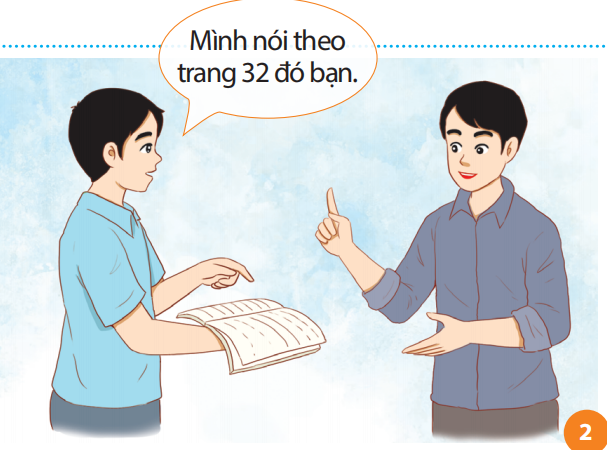 Mình nói theo
trang 32 đó bạn.
2